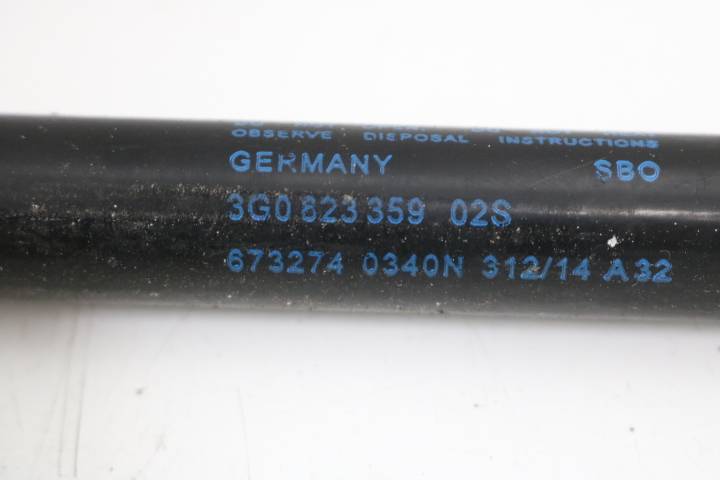 OBSERVE DISPOSAL INSTRUCTIONS
GERMANY SBO
3G0 823 359 02S
673274 0340N 312/14 A32